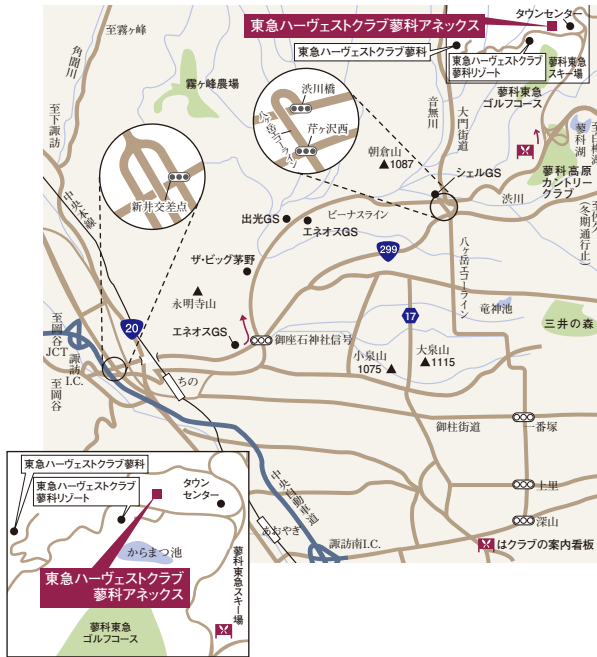 至霧ヶ峰
角間川
至下諏訪
霧ヶ峰農場
東急ハーヴェストクラブ蓼科アネックス
タウンセンター
東急ハーヴェストクラブ蓼科
東急ハーヴェストクラブ
蓼科リゾート
蓼科東急
スキー場
蓼科東急
ゴルフコース
渋川橋
八ヶ岳エコーライン
芹ヶ沢西
音無川
大門街道
朝倉山
▲1087
シェルGS
蓼科湖
至白樺湖
蓼科高原
カントリー
クラブ
渋川
(冬期通行止)
新井交差点
中央本線
出光GS
ビーナスライン
エネオスGS
299
八ヶ岳エコーライン
ザ・ビッグ茅野
永明寺山
20
17
竜神池
三井の森
至岡谷
JCT
諏訪
I.C.
至岡谷
エネオスGS
御座石神社信号
小泉山
1075
大泉山
▲1115
ちの
御柱街道
一番塚
上里
深山
中央自動車道
あおやぎ
諏訪南I.C.
はクラブの案内看板
東急ハーヴェストクラブ蓼科
東急ハーヴェストクラブ
蓼科リゾート
タウン
センター
からまつ池
東急ハーヴェストクラブ
蓼科アネックス
蓼科東急スキー場
蓼科東急
ゴルフコース